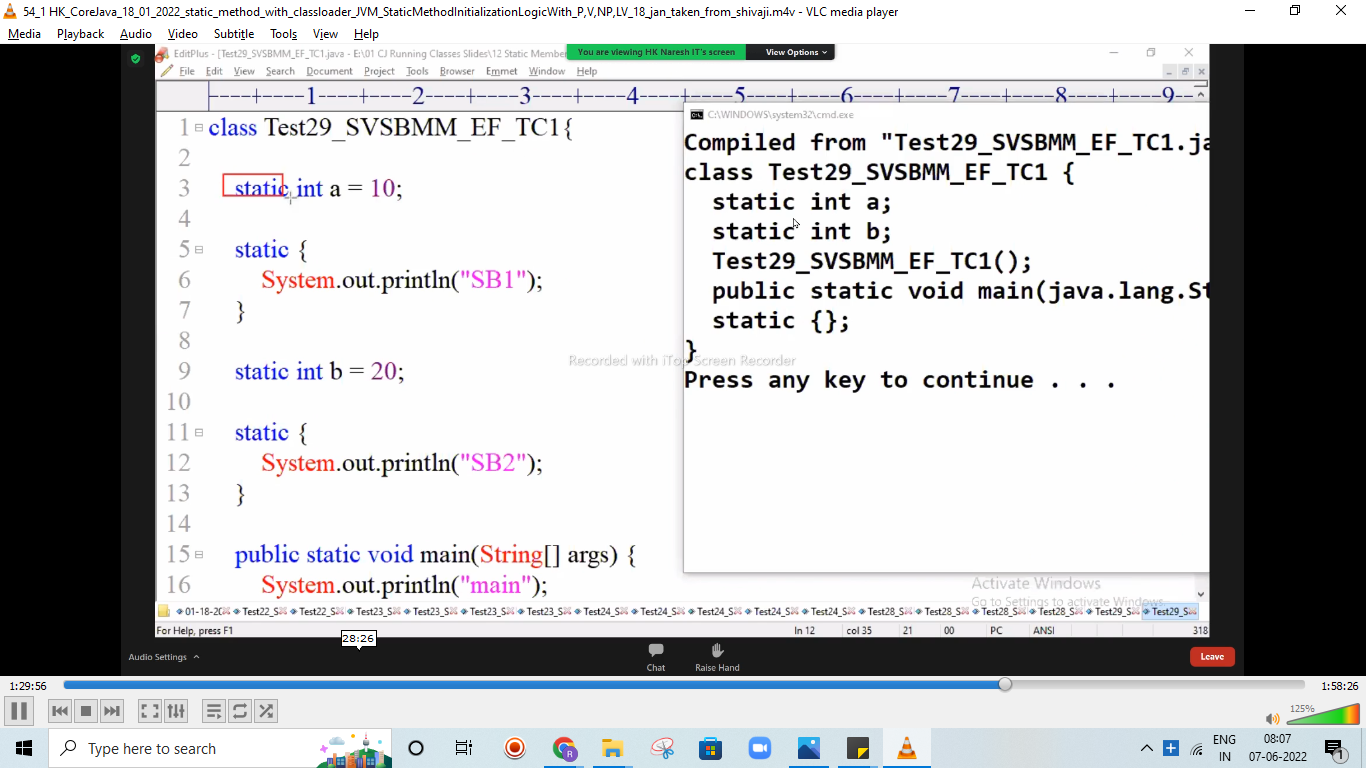 54_1 HK_CoreJava_18_01_2022_static_method_with_classloader_JVM_StaticMethodInitializationLogicWith_P,V,NP,LV_18_jan_taken_from_shivaji.m4v - VLC media player
Media Playback Audio Video Subtitle Tools View Help
EditPlus - [Test29_SVSBMM_EF_TC1.java - E:\01 CJ Running Classes Slides\12 Static Member
You are viewing HK Naresh IT's screen View Options
File Edit View Search Document Project Tools Browser Emmet Window Help
----+----1----+----2----+----3----+----4----+----5----+----6----+----7----+----8----+----9--
1 class Test29_SVSBMM_EF_TC1{
2
3 static int a = 10;
4
5 static {
6 System.out.println("SB1");
7 }
8
9 static int b = 20;
10
11 static {
12 System.out.println("SB2");
13 }
14
15 public static void main(String[] args) {
16 System.out.println("main");
C:\WINDOWS\system32\cmd.exe
Compiled from "Test29_SVSBMM_EF_TC1.ja
class Test29_SVSBMM_EF_TC1 {
static int a;
static int b;
Test29_SVSBMM_EF_TC1();
public static void main(java.lang.St
static {};
}
Press any key to continue . . .
Recorded with iTop Screen Recorder
Activate Windows
Go to Settings to activate Windows.
01-18-20 Test22_S Test22_S Test23_S Test23_S Test23_S Test23_S Test24_S Test24_S Test24_S Test24_S Test24_S Test28_S Test28_S Test28_S Test28_S Test29_S Test29_S
For Help, press F1 ln 12 col 35 21 00 PC ANSI 318
28:26
Audio Settings Chat Raise Hand Leave
1:29:56 1:58:26
125%
Type here to search
ENG
IN
08:07
07-06-2022
1